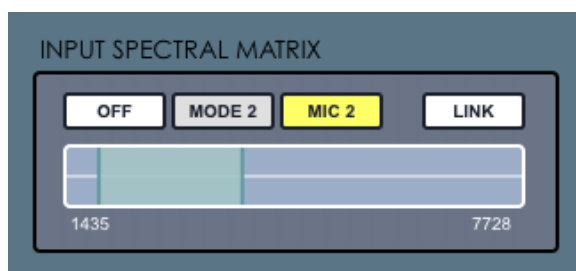 INPUT SPECTRAL MATRIX
OFF MODE 2 MIC 2 LINK
1435 7728